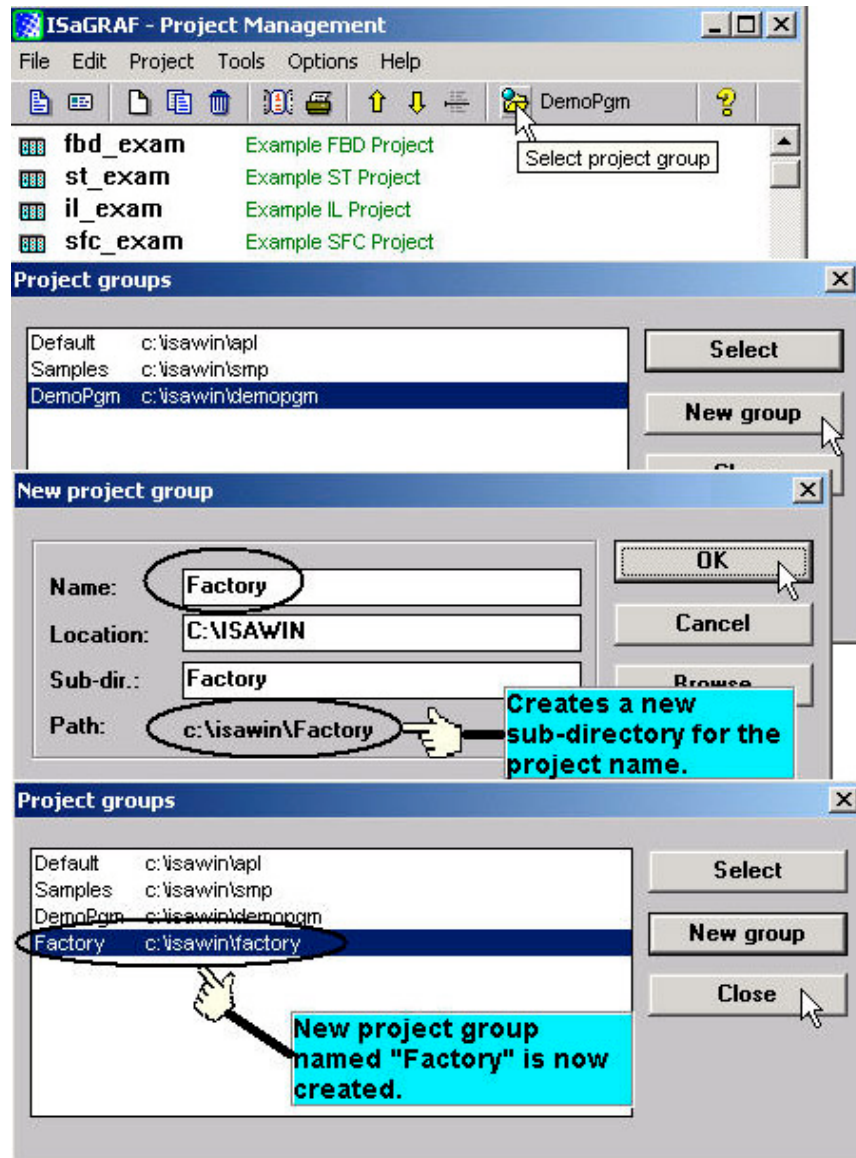 ISaGRAF - Project Management
File Edit Project Tools Options Help
DemoPgm
Select project group
fbd_exam Example FBD Project
st_exam Example ST Project
il_exam Example IL Project
sfc_exam Example SFC Project
Project groups
Default c:\isawin\apl
Samples c:\isawin\smp
DemoPgm c:\isawin\demopgm
Select
New group
New project group
Name: Factory
Location: C:\ISAWIN
Sub-dir.: Factory
Path: c:\isawin\Factory
OK
Cancel
Browse
Creates a new
sub-directory for the
project name.
Project groups
Default c:\isawin\apl
Samples c:\isawin\smp
DemoPgm c:\isawin\demopgm
Factory c:\isawin\factory
Select
New group
Close
New project group
named "Factory" is now
created.